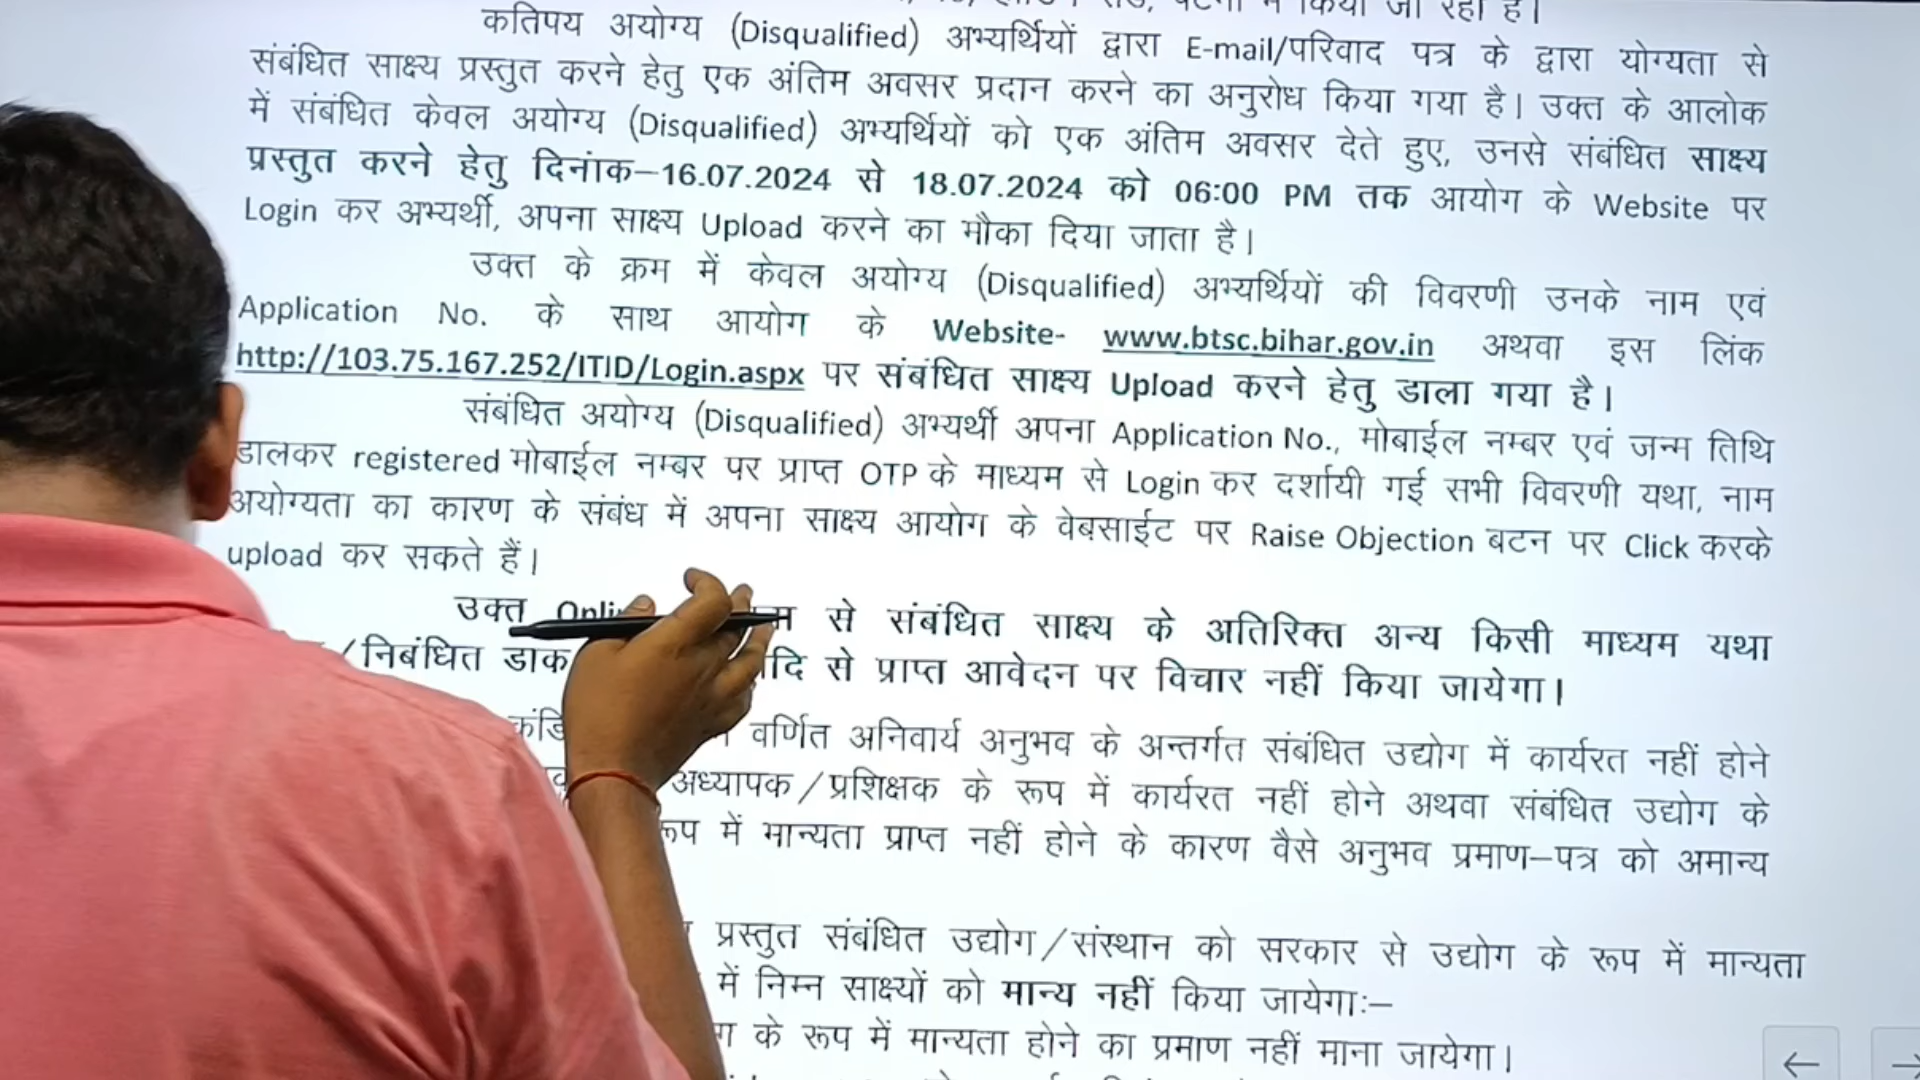 किया जा रहा है।
कतिपय अयोग्य (Disqualified) अभ्यर्थियों द्वारा E-mail/परिवाद पत्र के द्वारा योग्यता से
संबंधित साक्ष्य प्रस्तुत करने हेतु एक अंतिम अवसर प्रदान करने का अनुरोध किया गया है। उक्त के आलोक
में संबंधित केवल अयोग्य (Disqualified) अभ्यर्थियों को एक अंतिम अवसर देते हुए, उनसे संबंधित साक्ष्य
प्रस्तुत करने हेतु दिनांक–16.07.2024 से 18.07.2024 को 06:00 PM तक आयोग के Website पर
Login कर अभ्यर्थी, अपना साक्ष्य Upload करने का मौका दिया जाता है।
उक्त के क्रम में केवल अयोग्य (Disqualified) अभ्यर्थियों की विवरणी उनके नाम एवं
Application No. के साथ आयोग के Website- www.btsc.bihar.gov.in अथवा इस लिंक
http://103.75.167.252/ITID/Login.aspx पर संबंधित साक्ष्य Upload करने हेतु डाला गया है।
संबंधित अयोग्य (Disqualified) अभ्यर्थी अपना Application No., मोबाईल नम्बर एवं जन्म तिथि
डालकर registered मोबाईल नम्बर पर प्राप्त OTP के माध्यम से Login कर दर्शायी गई सभी विवरणी यथा, नाम
अयोग्यता का कारण के संबंध में अपना साक्ष्य आयोग के वेबसाईट पर Raise Objection बटन पर Click करके
upload कर सकते हैं।
उक्त से संबंधित साक्ष्य के अतिरिक्त अन्य किसी माध्यम यथा
/निबंधित डाक से प्राप्त आवेदन पर विचार नहीं किया जायेगा।
वर्णित अनिवार्य अनुभव के अन्तर्गत संबंधित उद्योग में कार्यरत नहीं होने
अध्यापक/प्रशिक्षक के रूप में कार्यरत नहीं होने अथवा संबंधित उद्योग के
रूप में मान्यता प्राप्त नहीं होने के कारण वैसे अनुभव प्रमाण–पत्र को अमान्य
प्रस्तुत संबंधित उद्योग/संस्थान को सरकार से उद्योग के रूप में मान्यता
में निम्न साक्ष्यों को मान्य नहीं किया जायेगाः–
के रूप में मान्यता होने का प्रमाण नहीं माना जायेगा।